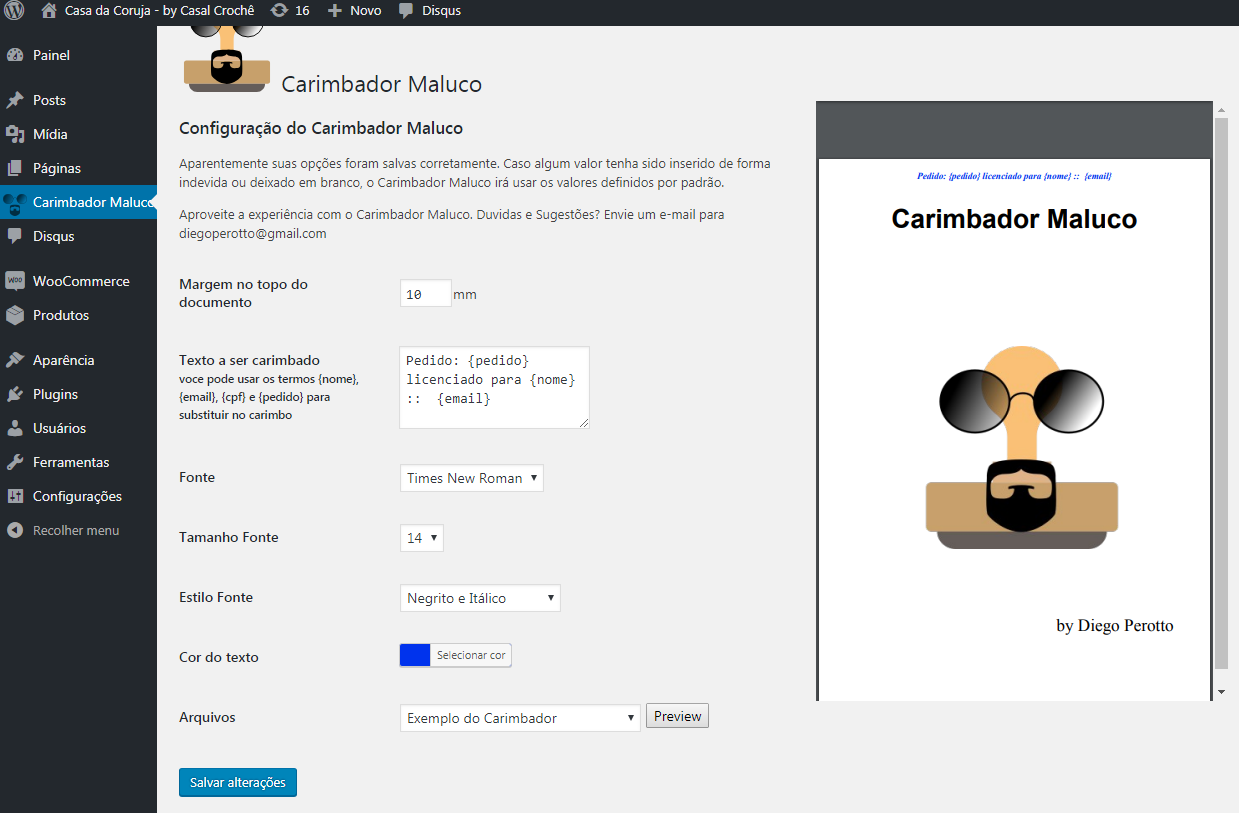 Casa da Coruja - by Casal Crochê
16
Novo
Disqus
Painel
Posts
Mídia
Páginas
Carimbador Maluco
Disqus
WOO
WooCommerce
Produtos
Aparência
Plugins
Usuários
Ferramentas
Configurações
Recolher menu
Carimbador Maluco
Configuração do Carimbador Maluco
Aparentemente suas opções foram salvas corretamente. Caso algum valor tenha sido inserido de forma
indevida ou deixado em branco, o Carimbador Maluco irá usar os valores definidos por padrão.
Aproveite a experiência com o Carimbador Maluco. Duvidas e Sugestões? Envie um e-mail para
diegoperotto@gmail.com
Margem no topo do
documento
10 mm
Texto a ser carimbado
voce pode usar os termos {nome},
{email}, {cpf} e {pedido} para
substituir no carimbo
Pedido: {pedido}
licenciado para {nome}
::  {email}
Fonte
Times New Roman
Tamanho Fonte
14
Estilo Fonte
Negrito e Itálico
Cor do texto
Selecionar cor
Arquivos
Exemplo do Carimbador
Preview
Salvar alterações
Pedido: {pedido} licenciado para {nome} ::  {email}
Carimbador Maluco
by Diego Perotto